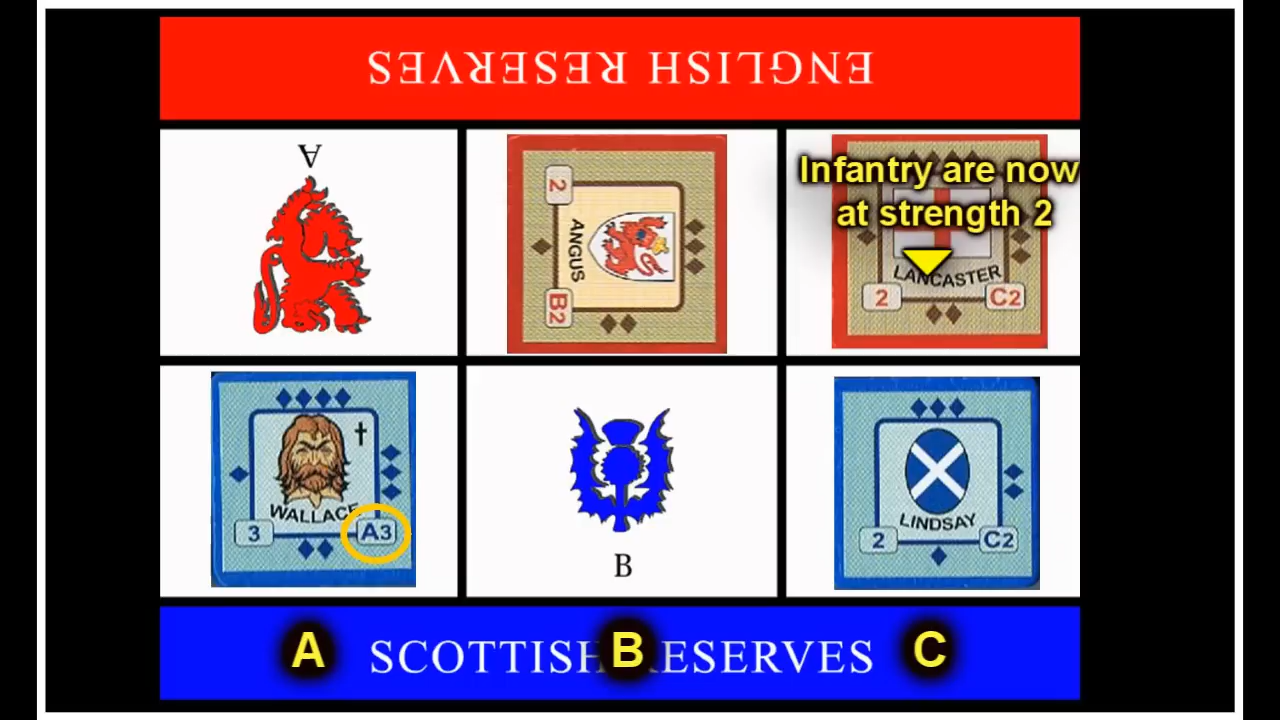 ENGLISH RESERVES
A
2
ANGUS
B2
Infantry are now
at strength 2
LANCASTER
2 C2
WALLACE
3 A3
B
LINDSAY
2 C2
A B C
SCOTTISH RESERVES